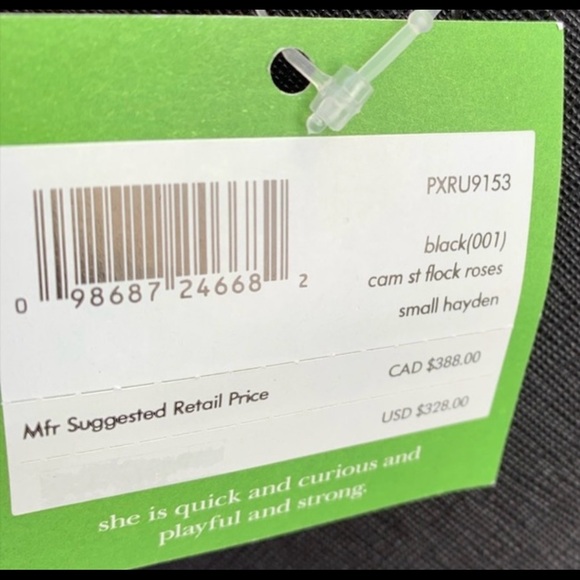 PXRU9153
black(001)
cam st flock roses
small hayden
0 98687 24668 2
CAD $388.00
Mfr Suggested Retail Price
USD $328.00
she is quick and curious and
playful and strong.